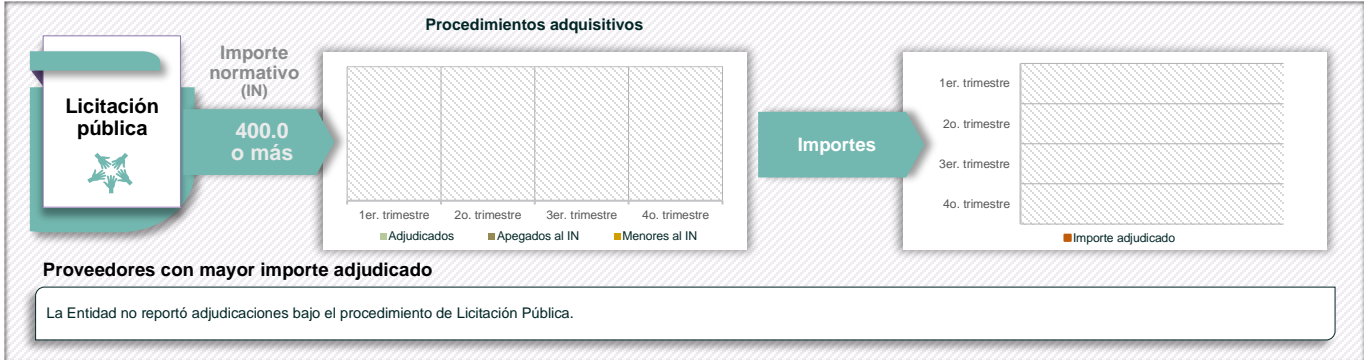 Procedimientos adquisitivos
Licitación
pública
Importe
normativo
(IN)
400.0
o más
1er. trimestre 2o. trimestre 3er. trimestre 4o. trimestre
Adjudicados Apegados al IN Menores al IN
Importes
1er. trimestre
2o. trimestre
3er. trimestre
4o. trimestre
Importe adjudicado
Proveedores con mayor importe adjudicado
La Entidad no reportó adjudicaciones bajo el procedimiento de Licitación Pública.